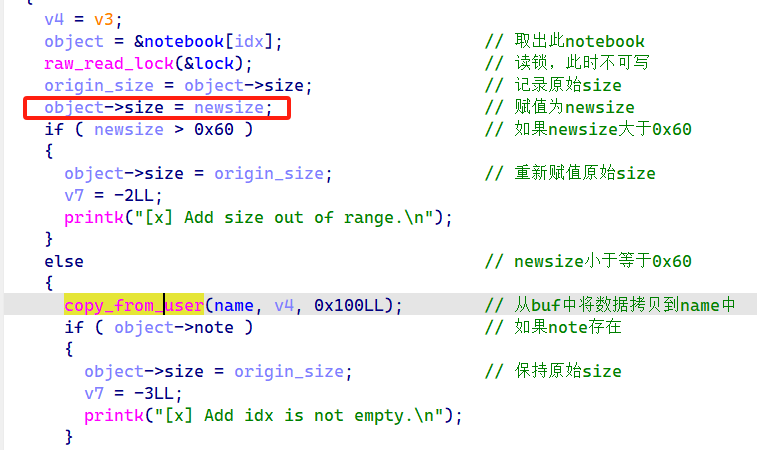 {
v4 = v3;
object = &notebook[idx]; // 取出此notebook
raw_read_lock(&lock); // 读锁，此时不可写
origin_size = object->size; // 记录原始size
object->size = newsize; // 赋值为newsize
if ( newsize > 0x60 ) // 如果newsize大于0x60
{
object->size = origin_size; // 重新赋值原始size
v7 = -2LL;
printk("[x] Add size out of range.\n");
}
else // newsize小于等于0x60
{
copy_from_user(name, v4, 0x100LL); // 从buf中将数据拷贝到name中
if ( object->note ) // 如果note存在
{
object->size = origin_size; // 保持原始size
v7 = -3LL;
printk("[x] Add idx is not empty.\n");
}